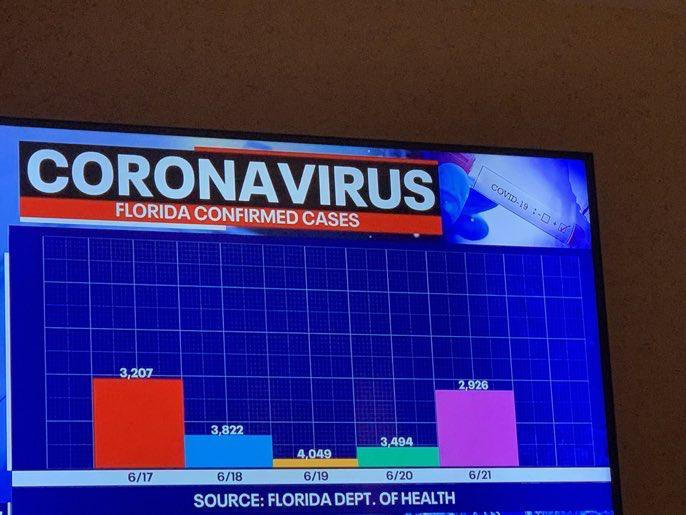 CORONAVIRUS
FLORIDA CONFIRMED CASES
COVID-19 : - □ + ☑
3,207
3,822
4,049
3,494
2,926
6/17 6/18 6/19 6/20 6/21
SOURCE: FLORIDA DEPT. OF HEALTH